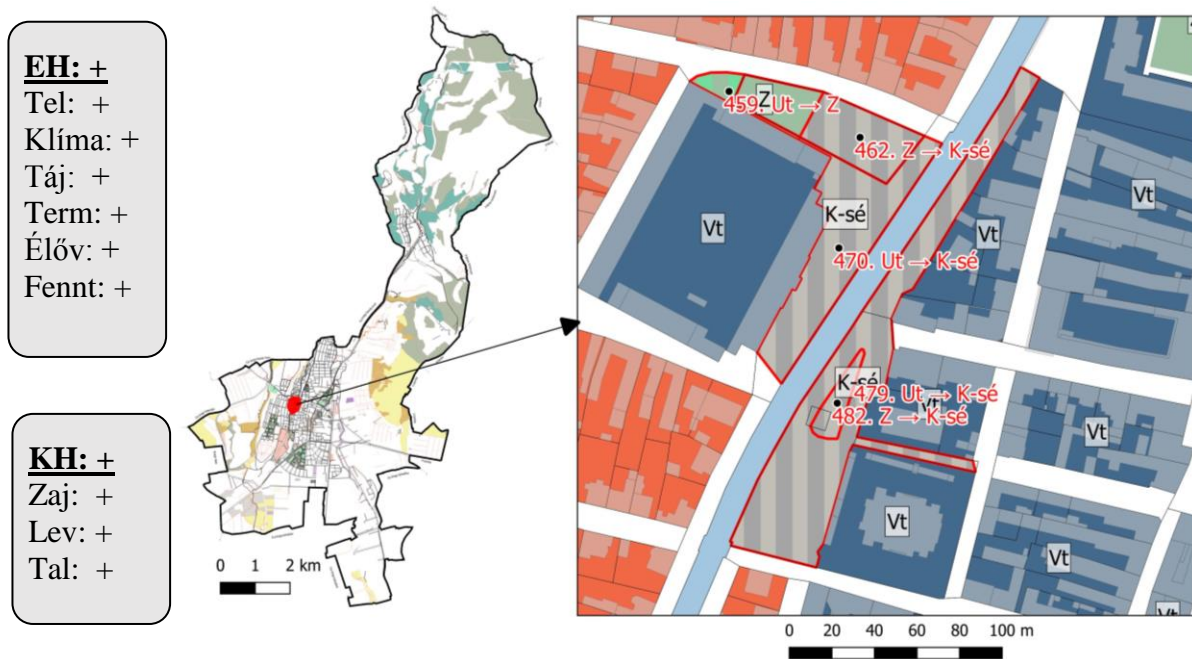 EH: +
Tel: +
Klíma: +
Táj: +
Term: +
Élőv: +
Fennt: +
KH: +
Zaj: +
Lev: +
Tal: +
0 1 2 km
Z
459. Ut → Z
462. Z → K-sé
K-sé
Vt
Vt
Vt
470. Ut → K-sé
K-sé
479. Ut → K-sé
Vt
482. Z → K-sé
Vt
Vt
Vt
Vt
0 20 40 60 80 100 m